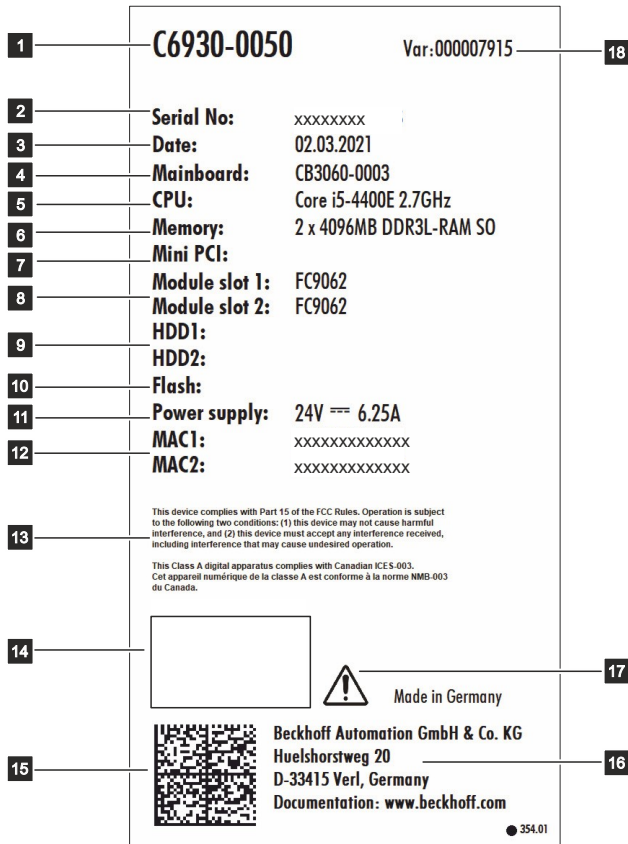 1 C6930-0050 Var:000007915 18
2 Serial No: xxxxxxxx
3 Date: 02.03.2021
4 Mainboard: CB3060-0003
5 CPU: Core i5-4400E 2.7GHz
6 Memory: 2 x 4096MB DDR3L-RAM SO
7 Mini PCI:
Module slot 1: FC9062
8
Module slot 2: FC9062
HDD1:
9
HDD2:
10 Flash:
11 Power supply: 24V ⎓ 6.25A
MAC1: xxxxxxxxxxxxx
12
MAC2: xxxxxxxxxxxxx
This device complies with Part 15 of the FCC Rules. Operation is subject
to the following two conditions: (1) this device may not cause harmful
13 interference, and (2) this device must accept any interference received,
including interference that may cause undesired operation.
This Class A digital apparatus complies with Canadian ICES-003.
Cet appareil numérique de la classe A est conforme à la norme NMB-003
du Canada.
14
17
Made in Germany
Beckhoff Automation GmbH & Co. KG
15 Huelshorstweg 20 16
D-33415 Verl, Germany
Documentation: www.beckhoff.com
354.01